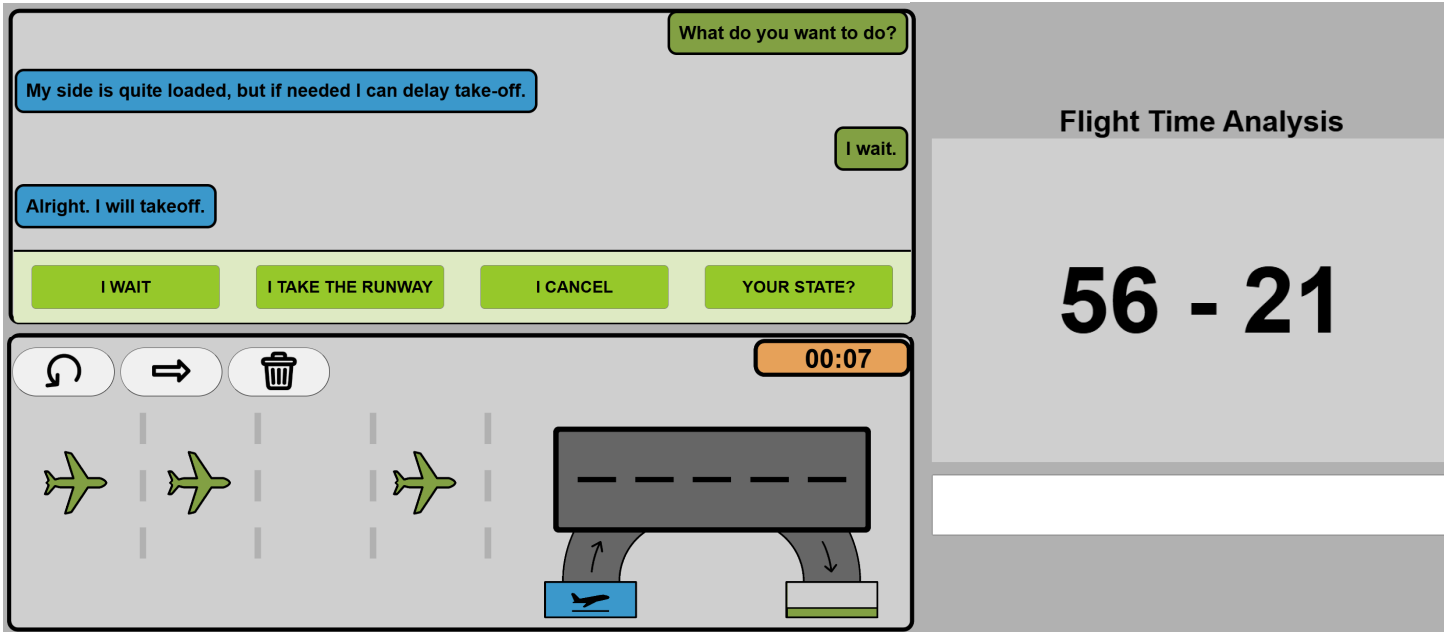 What do you want to do?
My side is quite loaded, but if needed I can delay take-off.
I wait.
Alright. I will takeoff.
I WAIT
I TAKE THE RUNWAY
I CANCEL
YOUR STATE?
00:07
Flight Time Analysis
56 - 21